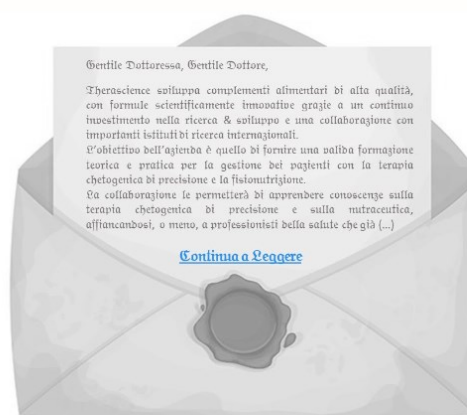 Gentile Dottoressa, Gentile Dottore,
Therascience sviluppa complementi alimentari di alta qualità,
con formule scientificamente innovative grazie a un continuo
investimento nella ricerca & sviluppo e una collaborazione con
importanti istituti di ricerca internazionali.
L'obiettivo dell'azienda è quello di fornire una valida formazione
teorica e pratica per la gestione dei pazienti con la terapia
chetogenica di precisione e la fisionutrizione.
La collaborazione le permetterà di apprendere conoscenze sulla
terapia chetogenica di precisione e sulla nutraceutica,
affiancandosi, o meno, a professionisti della salute che già (...)
Continua a Leggere